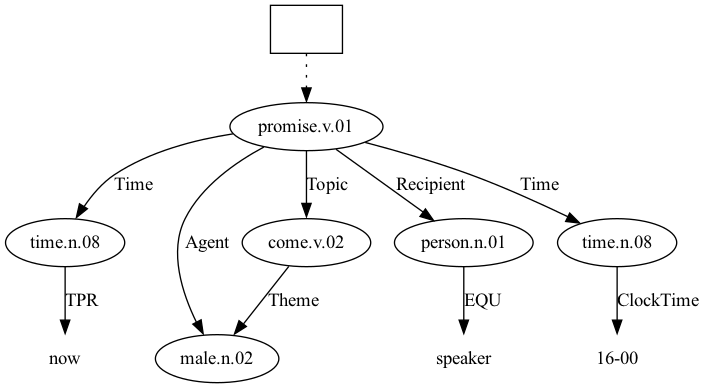 promise.v.01
Time
Agent
Topic
Recipient
Time
time.n.08
come.v.02
person.n.01
time.n.08
TPR
Theme
EQU
ClockTime
now
male.n.02
speaker
16-00